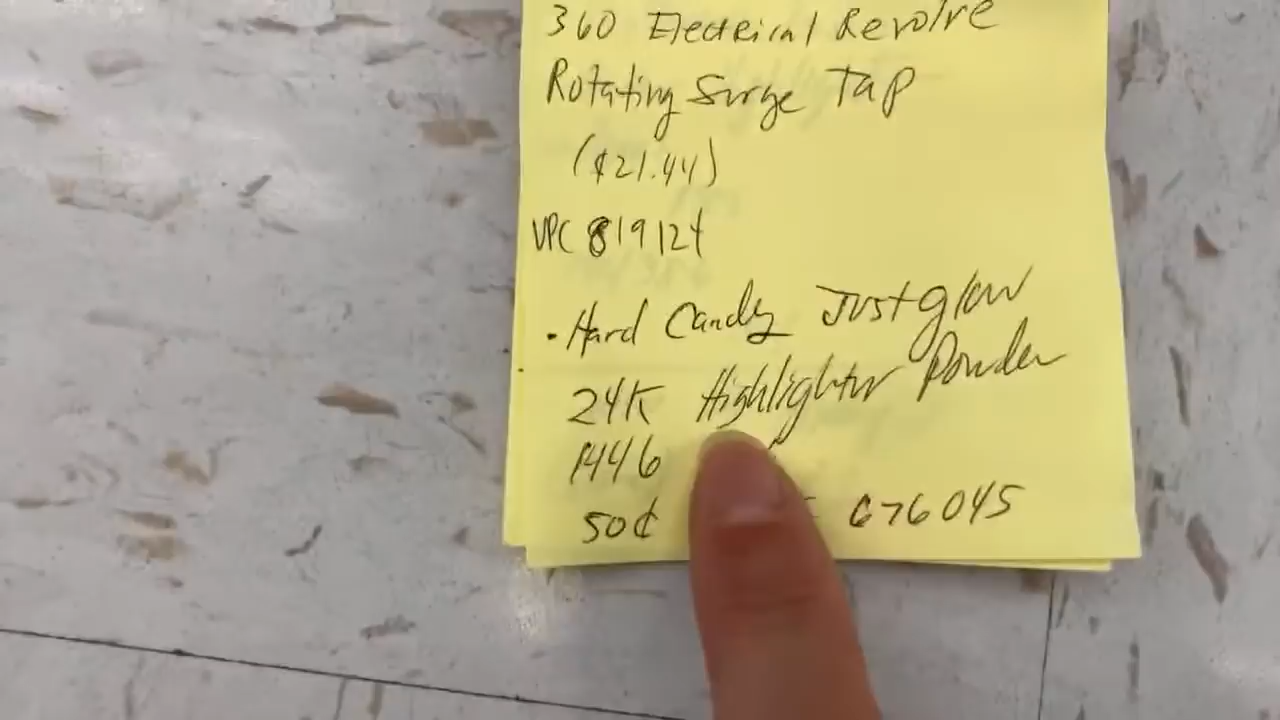 360 Electrical Revolve
Rotating Surge Tap
($21.44)
UPC 819124
• Hard Candy Just glow
24K Highlighter Powder
1446
50¢ 676045